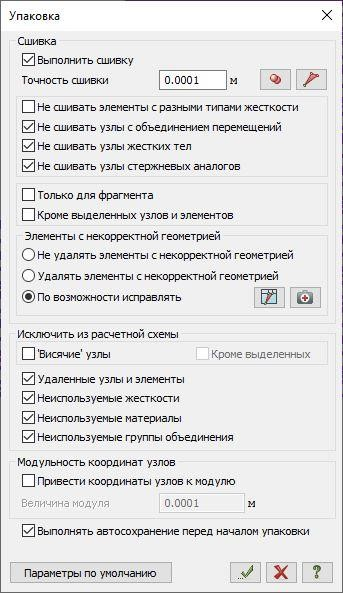 Упаковка
Сшивка
Выполнить сшивку
Точность сшивки 0.0001 м
Не сшивать элементы с разными типами жесткости
Не сшивать узлы с объединением перемещений
Не сшивать узлы жестких тел
Не сшивать узлы стержневых аналогов
Только для фрагмента
Кроме выделенных узлов и элементов
Элементы с некорректной геометрией
Не удалять элементы с некорректной геометрией
Удалять элементы с некорректной геометрией
По возможности исправлять
Исключить из расчетной схемы
'Висячие' узлы Кроме выделенных
Удаленные узлы и элементы
Неиспользуемые жесткости
Неиспользуемые материалы
Неиспользуемые группы объединения
Модульность координат узлов
Привести координаты узлов к модулю
Величина модуля 0.0001 м
Выполнять автосохранение перед началом упаковки
Параметры по умолчанию ?